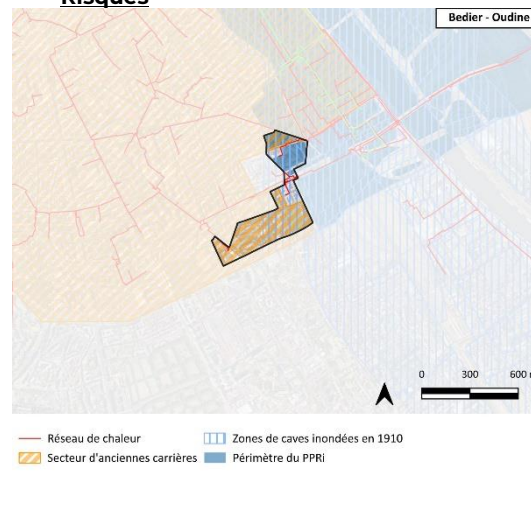 Risques
Bedier - Oudine
0 300 600
Réseau de chaleur
Zones de caves inondées en 1910
Secteur d'anciennes carrières
Périmètre du PPRi